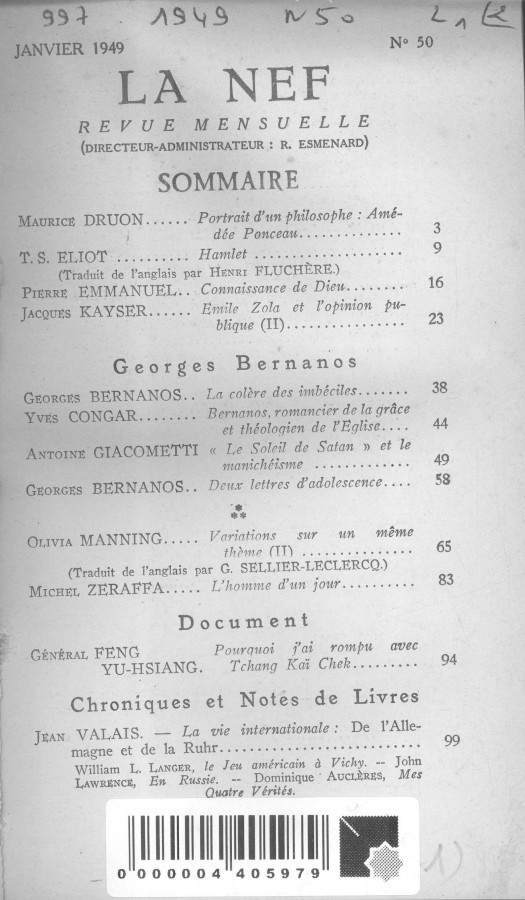 997 1949 N 50
JANVIER 1949 N° 50
LA NEF
REVUE MENSUELLE
(DIRECTEUR-ADMINISTRATEUR : R. ESMENARD)
SOMMAIRE
MAURICE DRUON...... Portrait d'un philosophe : Amé-
dée Ponceau.............. 3
T. S. ELIOT .......... Hamlet .................... 9
(Traduit de l'anglais par HENRI FLUCHÈRE.)
PIERRE EMMANUEL.. Connaissance de Dieu........ 16
JACQUES KAYSER...... Emile Zola et l'opinion pu-
blique (II)................ 23
Georges Bernanos
GEORGES BERNANOS.. La colère des imbéciles....... 38
YVES CONGAR........ Bernanos, romancier de la grâce
et théologien de l'Eglise.... 44
ANTOINE GIACOMETTI « Le Soleil de Satan » et le
manichéisme ............. 49
GEORGES BERNANOS.. Deux lettres d'adolescence.... 58
OLIVIA MANNING..... Variations sur un même
thème (II) ............... 65
(Traduit de l'anglais par G. SELLIER-LECLERCQ.)
MICHEL ZERAFFA..... L'homme d'un jour.......... 83
Document
GÉNÉRAL FENG Pourquoi j'ai rompu avec
YU-HSIANG. Tchang Kaï Chek......... 94
Chroniques et Notes de Livres
JEAN VALAIS. — La vie internationale : De l'Alle-
magne et de la Ruhr......................... 99
William L. LANGER, le Jeu américain à Vichy. -- John
LAWRENCE, En Russie. -- Dominique AUCLÈRES, Mes
Quatre Vérités.
0 000004 405979
1)